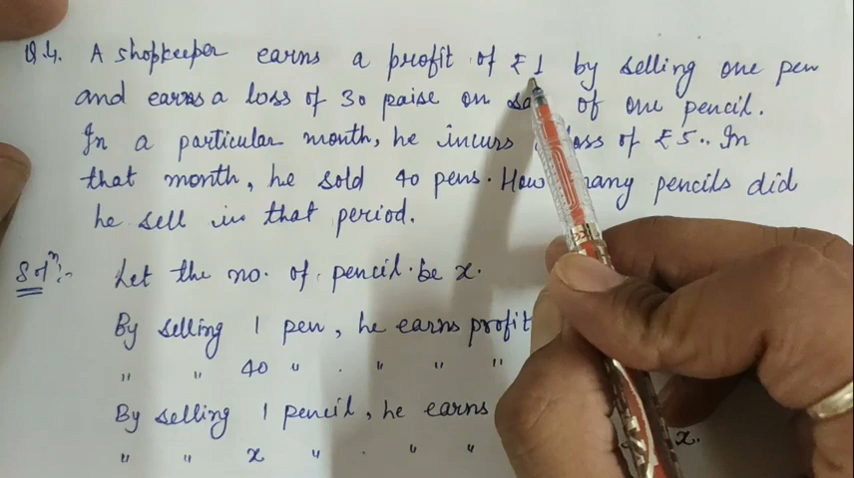 Q.4. A shopkeeper earns a profit of ₹1 by selling one pen
and earns a loss of 30 paise on of one pencil.
In a particular month, he incurs loss of ₹5.. In
that month, he sold 40 pens. How many pencils did
he sell in that period.
Solⁿ:- Let the no. of pencil be x.
By selling 1 pen, he earns profit
" " 40 " . " " "
By selling 1 pencil, he earns
" " x " . " " x.